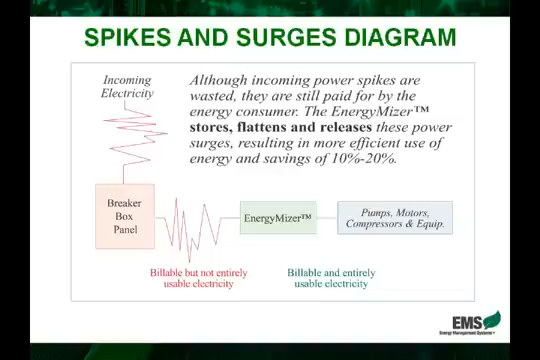 SPIKES AND SURGES DIAGRAM
Incoming
Electricity
Although incoming power spikes are
wasted, they are still paid for by the
energy consumer. The EnergyMizer™
stores, flattens and releases these power
surges, resulting in more efficient use of
energy and savings of 10%-20%.
Breaker
Box
Panel
EnergyMizer™
Pumps, Motors,
Compressors & Equip.
Billable but not entirely
usable electricity
Billable and entirely
usable electricity
EMS
Energy Management Systems